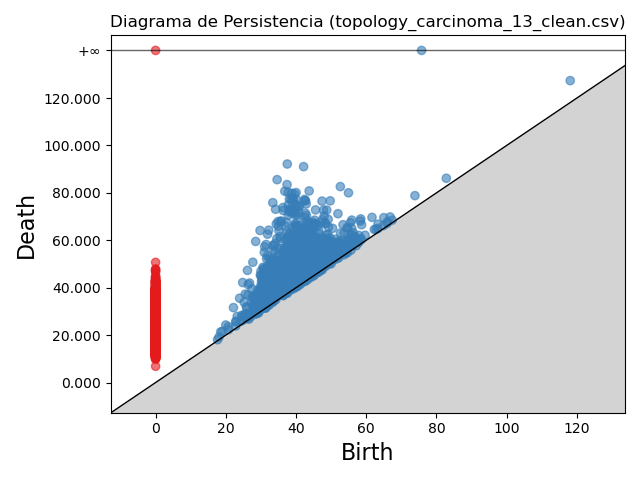 Diagrama de Persistencia (topology_carcinoma_13_clean.csv)
+∞
120.000
100.000
80.000
60.000
40.000
20.000
0.000
Death
0 20 40 60 80 100 120
Birth